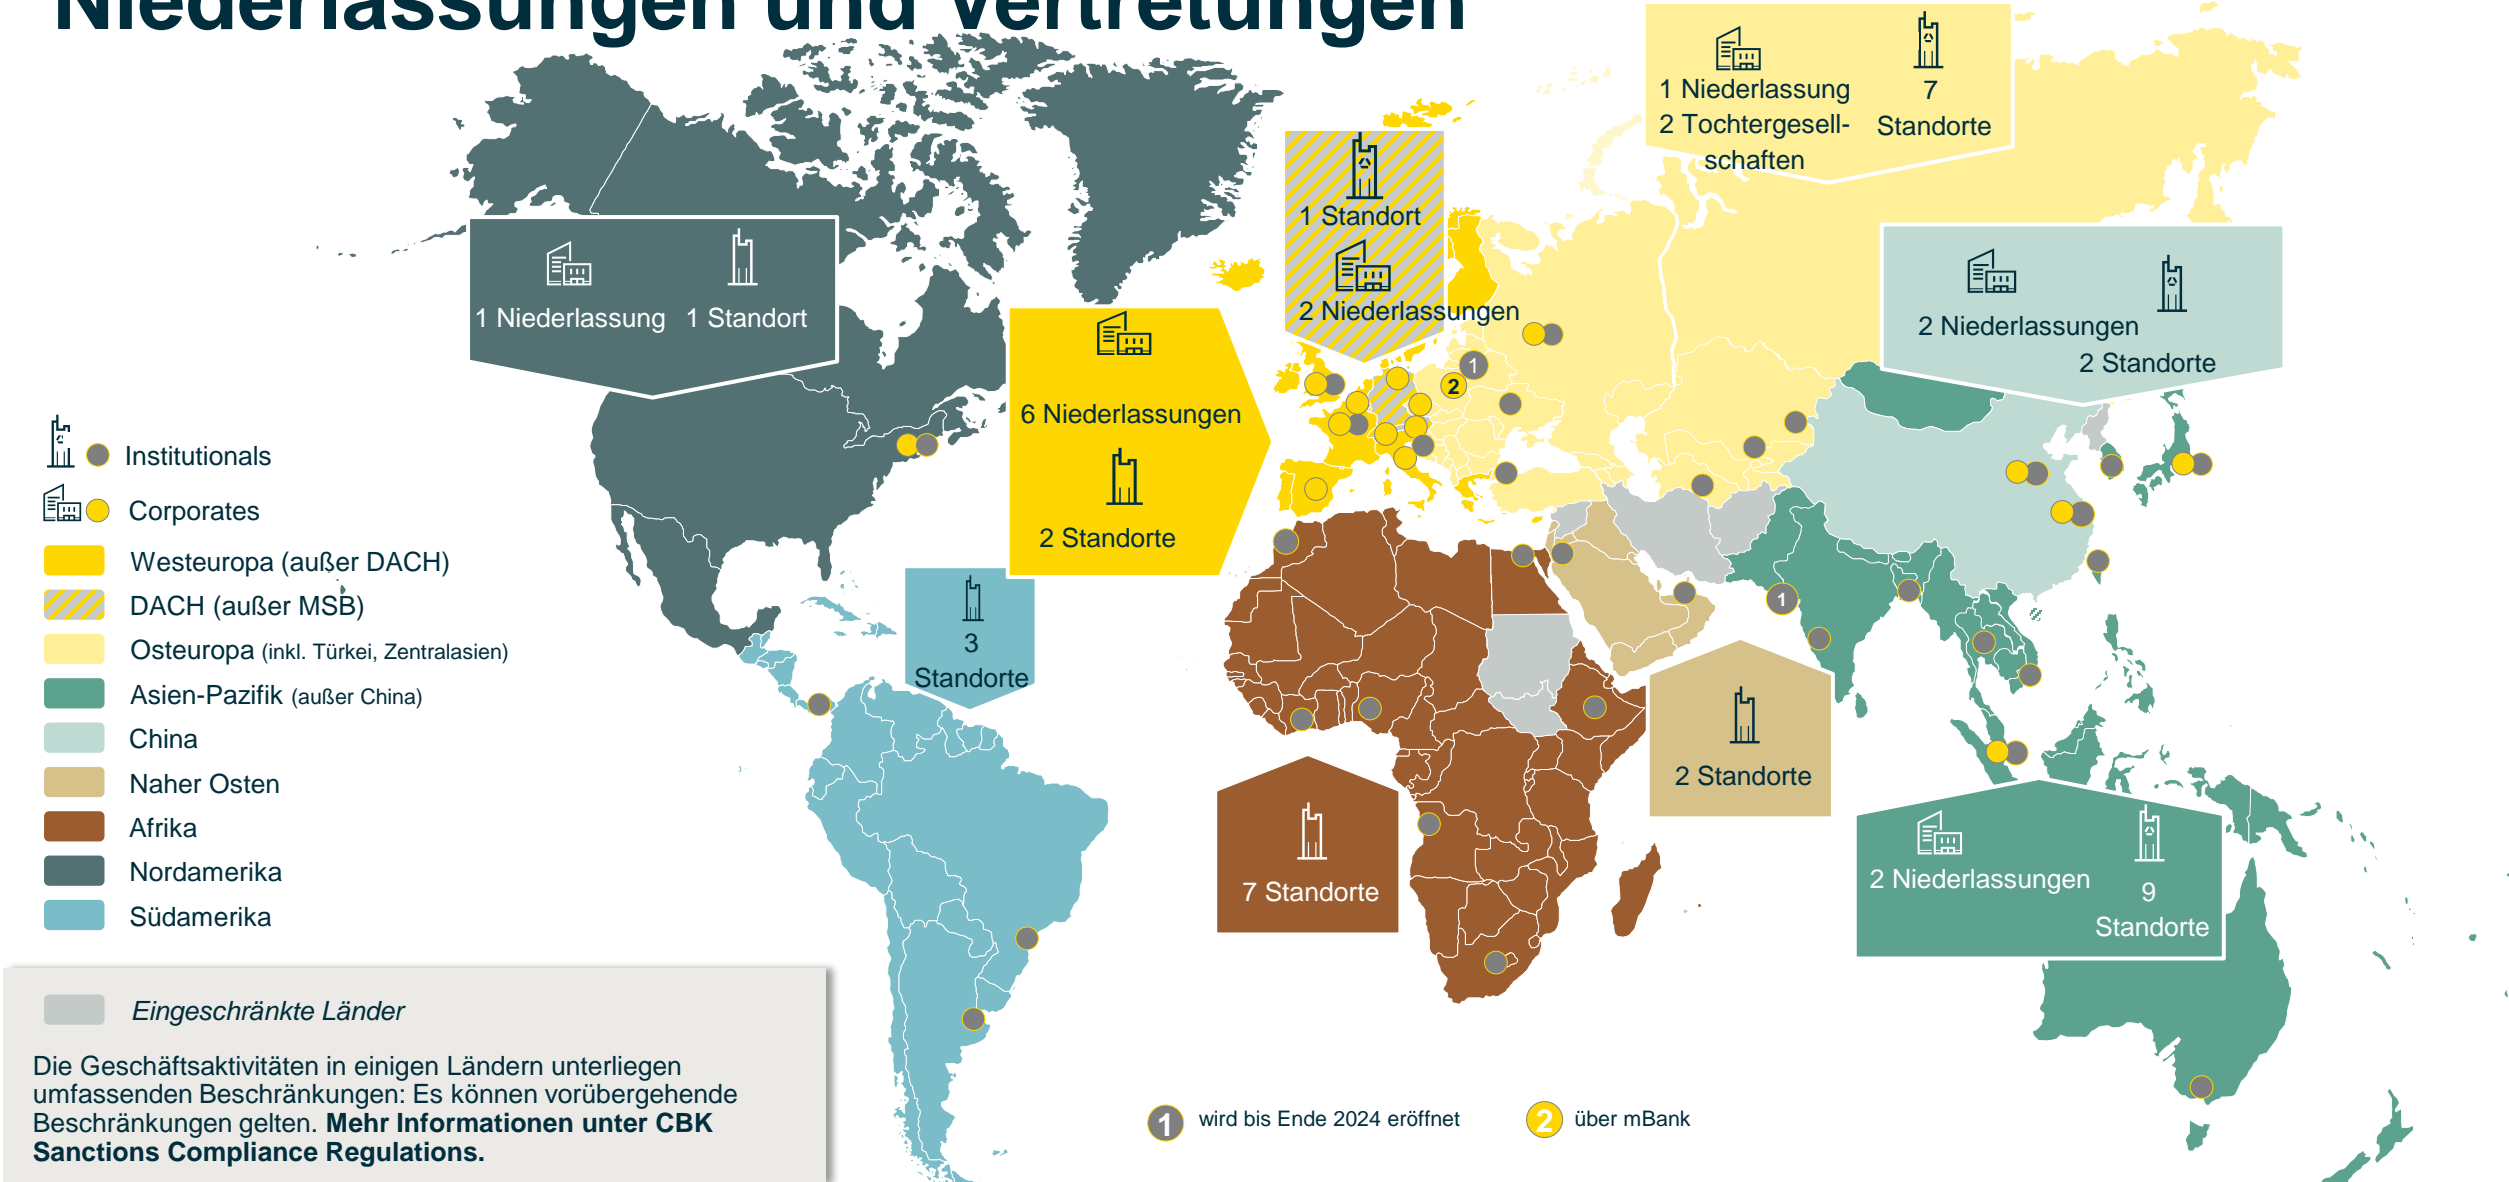 Niederlassungen und Vertretungen
1 Niederlassung
2 Tochtergesell-
schaften
7
Standorte
1 Standort
2 Niederlassungen
1 Niederlassung
1 Standort
2 Niederlassungen
2 Standorte
6 Niederlassungen
2 Standorte
1
2
Institutionals
Corporates
Westeuropa (außer DACH)
DACH (außer MSB)
Osteuropa (inkl. Türkei, Zentralasien)
Asien-Pazifik (außer China)
China
Naher Osten
Afrika
Nordamerika
Südamerika
3
Standorte
1
2 Standorte
7 Standorte
2 Niederlassungen
9
Standorte
Eingeschränkte Länder
Die Geschäftsaktivitäten in einigen Ländern unterliegen
umfassenden Beschränkungen: Es können vorübergehende
Beschränkungen gelten. Mehr Informationen unter CBK
Sanctions Compliance Regulations.
1 wird bis Ende 2024 eröffnet
2 über mBank